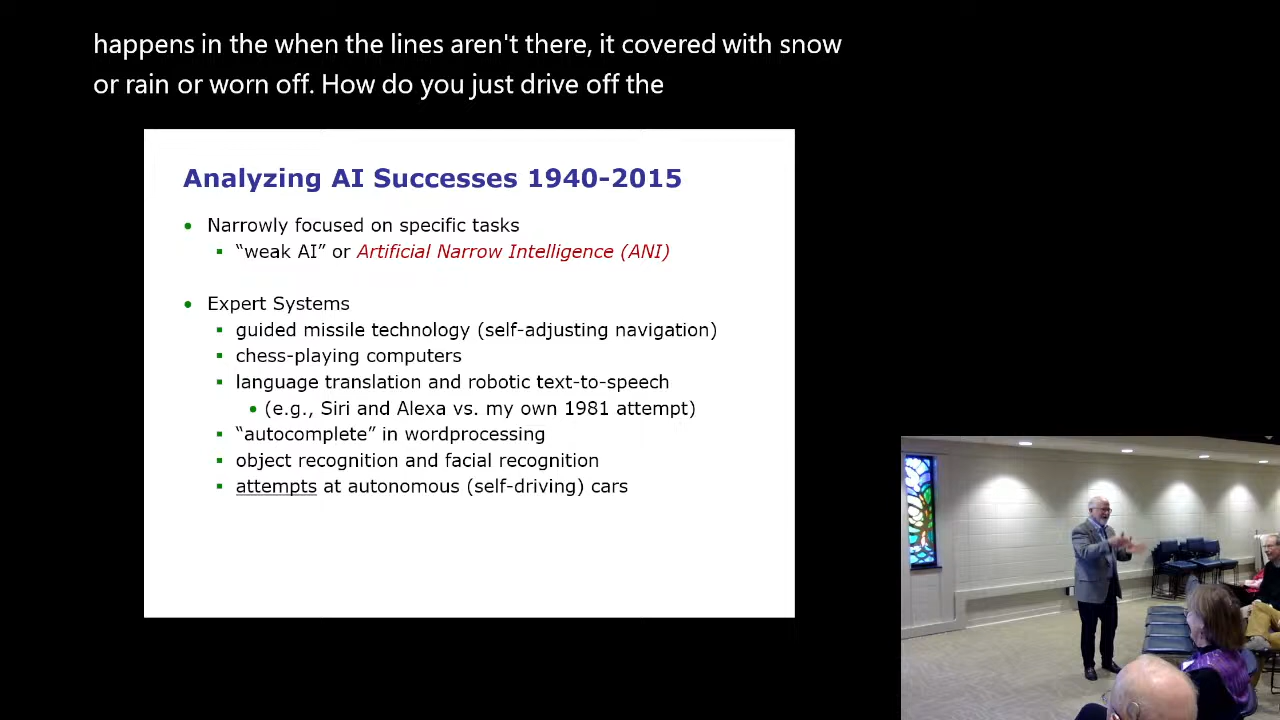 happens in the when the lines aren't there, it covered with snow
or rain or worn off. How do you just drive off the
Analyzing AI Successes 1940-2015
• Narrowly focused on specific tasks
▪ “weak AI” or Artificial Narrow Intelligence (ANI)
• Expert Systems
▪ guided missile technology (self-adjusting navigation)
▪ chess-playing computers
▪ language translation and robotic text-to-speech
• (e.g., Siri and Alexa vs. my own 1981 attempt)
▪ “autocomplete” in wordprocessing
▪ object recognition and facial recognition
▪ attempts at autonomous (self-driving) cars